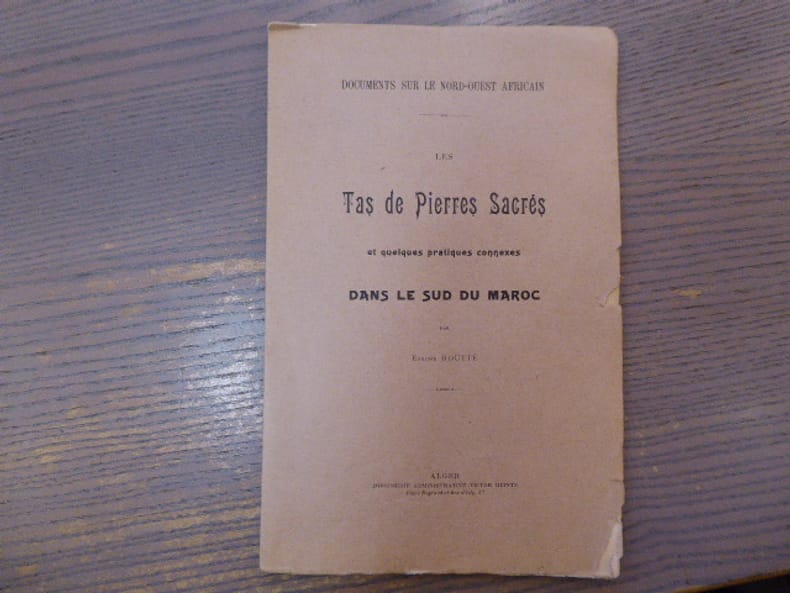 DOCUMENTS SUR LE NORD-OUEST AFRICAIN
LES
Tas de Pierres Sacrés
et quelques pratiques connexes
DANS LE SUD DU MAROC
PAR
ALGER
IMPRIMERIE ADMINISTRATIVE VICTOR HEINTZ